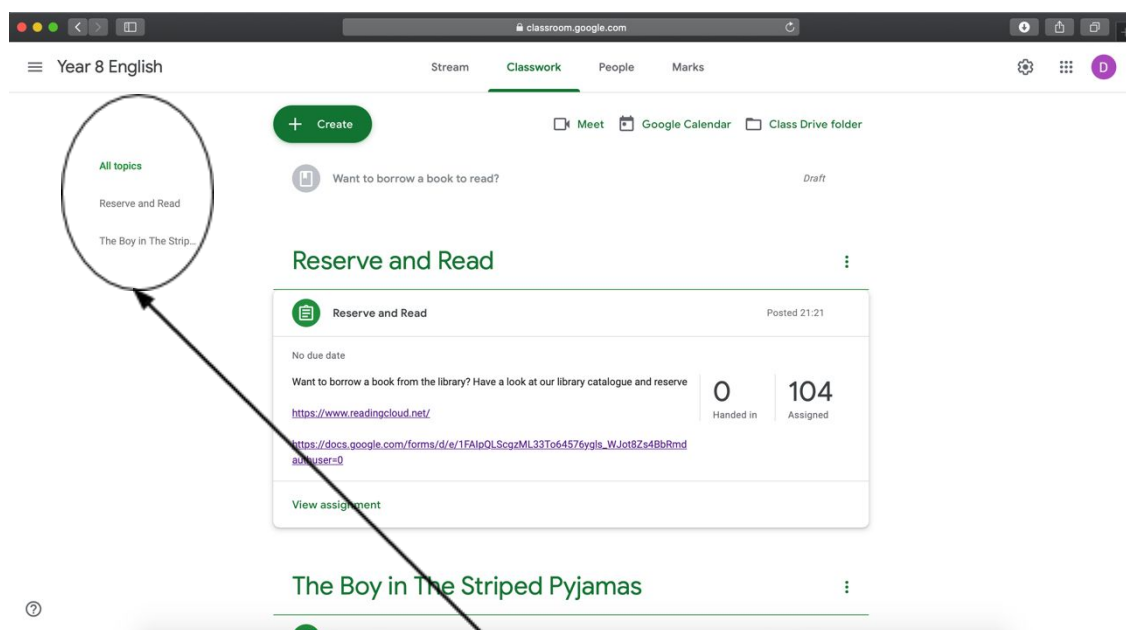 classroom.google.com
Year 8 English
Stream Classwork People Marks
D
Create
Meet Google Calendar Class Drive folder
All topics
Reserve and Read
The Boy in The Strip...
Want to borrow a book to read? Draft
Reserve and Read
Reserve and Read Posted 21:21
No due date
Want to borrow a book from the library? Have a look at our library catalogue and reserve
https://www.readingcloud.net/
https://docs.google.com/forms/d/e/1FAIpQLScgzML33To64576ygls_WJot8Zs4BbRmd
authuser=0
0 104
Handed in Assigned
View assignment
The Boy in The Striped Pyjamas